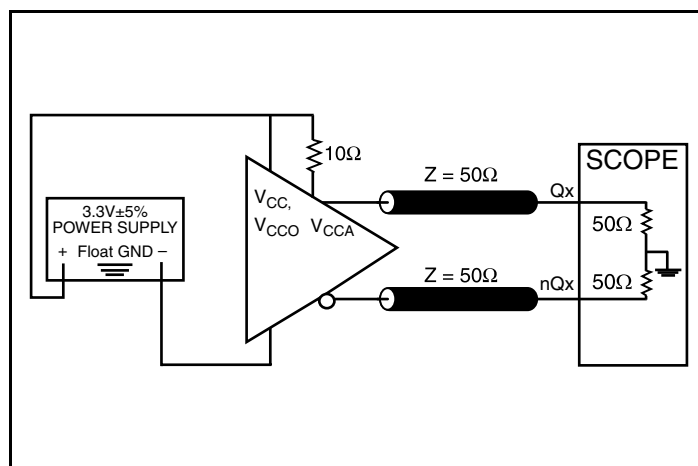 10Ω
SCOPE
Z = 50Ω
Qx
V_CC,
V_CCO V_CCA
3.3V±5%
POWER SUPPLY
+ Float GND –
50Ω
Z = 50Ω
nQx
50Ω